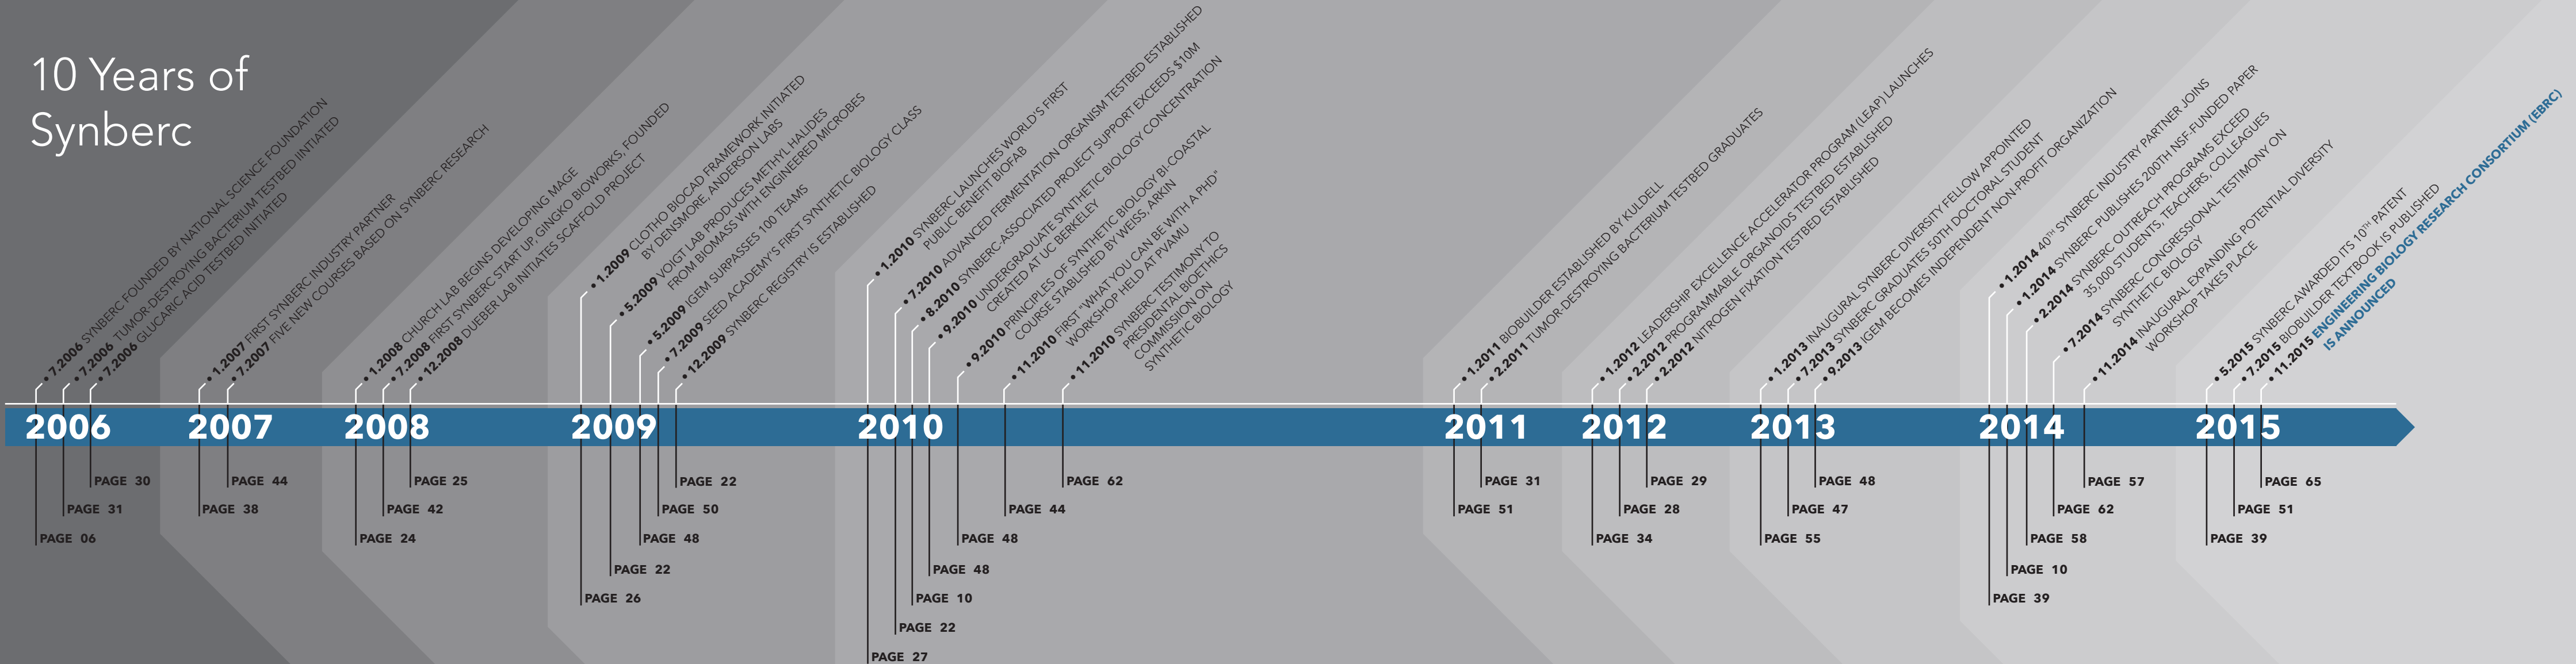 10 Years of
Synberc
• 7.2006 SYNBERC FOUNDED BY NATIONAL SCIENCE FOUNDATION
• 7.2006 TUMOR-DESTROYING BACTERIUM TESTBED IINTIATED
• 7.2006 GLUCARIC ACID TESTBED INITIATED
• 1.2007 FIRST SYNBERC INDUSTRY PARTNER
• 7.2007 FIVE NEW COURSES BASED ON SYNBERC RESEARCH
• 1.2008 CHURCH LAB BEGINS DEVELOPING MAGE
• 7.2008 FIRST SYNBERC START UP, GINGKO BIOWORKS, FOUNDED
• 12.2008 DUEBER LAB INITIATES SCAFFOLD PROJECT
• 1.2009 CLOTHO BIOCAD FRAMEWORK INITIATED
BY DENSMORE, ANDERSON LABS
• 5.2009 VOIGT LAB PRODUCES METHYL HALIDES
FROM BIOMASS WITH ENGINEERED MICROBES
• 5.2009 IGEM SURPASSES 100 TEAMS
• 7.2009 SEED ACADEMY'S FIRST SYNTHETIC BIOLOGY CLASS
• 12.2009 SYNBERC REGISTRY IS ESTABLISHED
• 1.2010 SYNBERC LAUNCHES WORLD'S FIRST
PUBLIC BENEFIT BIOFAB
• 7.2010 ADVANCED FERMENTATION ORGANISM TESTBED ESTABLISHED
• 8.2010 SYNBERC-ASSOCIATED PROJECT SUPPORT EXCEEDS $10M
• 9.2010 UNDERGRADUATE SYNTHETIC BIOLOGY CONCENTRATION
CREATED AT UC BERKELEY
• 9.2010 PRINCIPLES OF SYNTHETIC BIOLOGY BI-COASTAL
COURSE ESTABLISHED BY WEISS, ARKIN
• 11.2010 FIRST "WHAT YOU CAN BE WITH A PHD"
WORKSHOP HELD AT PVAMU
• 11.2010 SYNBERC TESTIMONY TO
PRESIDENTAL BIOETHICS
COMMISSION ON
SYNTHETIC BIOLOGY
• 1.2011 BIOBUILDER ESTABLISHED BY KULDELL
• 2.2011 TUMOR-DESTROYING BACTERIUM TESTBED GRADUATES
• 1.2012 LEADERSHIP EXCELLENCE ACCELERATOR PROGRAM (LEAP) LAUNCHES
• 2.2012 PROGRAMMABLE ORGANOIDS TESTBED ESTABLISHED
• 2.2012 NITROGEN FIXATION TESTBED ESTABLISHED
• 1.2013 INAUGURAL SYNBERC DIVERSITY FELLOW APPOINTED
• 7.2013 SYNBERC GRADUATES 50TH DOCTORAL STUDENT
• 9.2013 IGEM BECOMES INDEPENDENT NON-PROFIT ORGANIZATION
• 1.2014 40TH SYNBERC INDUSTRY PARTNER JOINS
• 1.2014 SYNBERC PUBLISHES 200TH NSF-FUNDED PAPER
• 2.2014 SYNBERC OUTREACH PROGRAMS EXCEED
35,000 STUDENTS, TEACHERS, COLLEAGUES
• 7.2014 SYNBERC CONGRESSIONAL TESTIMONY ON
SYNTHETIC BIOLOGY
• 11.2014 INAUGURAL EXPANDING POTENTIAL DIVERSITY
WORKSHOP TAKES PLACE
• 5.2015 SYNBERC AWARDED ITS 10TH PATENT
• 7.2015 BIOBUILDER TEXTBOOK IS PUBLISHED
• 11.2015 ENGINEERING BIOLOGY RESEARCH CONSORTIUM (EBRC)
IS ANNOUNCED
2006 2007 2008 2009 2010 2011 2012 2013 2014 2015
PAGE 30
PAGE 31
PAGE 06
PAGE 44
PAGE 38
PAGE 25
PAGE 42
PAGE 24
PAGE 22
PAGE 50
PAGE 48
PAGE 22
PAGE 26
PAGE 62
PAGE 44
PAGE 48
PAGE 48
PAGE 10
PAGE 22
PAGE 27
PAGE 31
PAGE 51
PAGE 29
PAGE 28
PAGE 34
PAGE 48
PAGE 47
PAGE 55
PAGE 57
PAGE 62
PAGE 58
PAGE 10
PAGE 39
PAGE 65
PAGE 51
PAGE 39